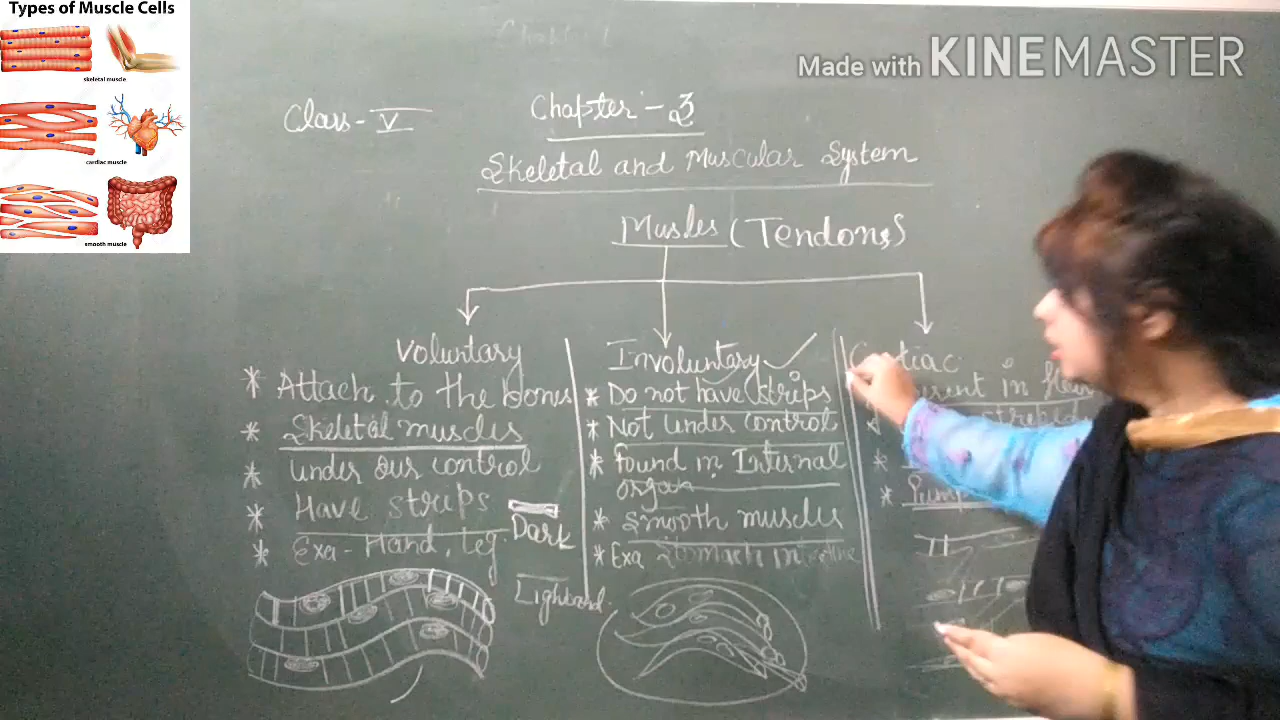 Types of Muscle Cells
skeletal muscle
cardiac muscle
smooth muscle
Made with KINEMASTER
Class - V
Chapter - 3
Skeletal and Muscular System
Muscles (Tendons)
Voluntary
* Attach to the bones
* Skeletal muscles
* under our control
* Have strips
* Exa - Hand, leg
Dark
Involuntary ✓
* Do not have strips
* Not under control
* found in Internal
organ
* Smooth muscles
* Exa Stomach intestine